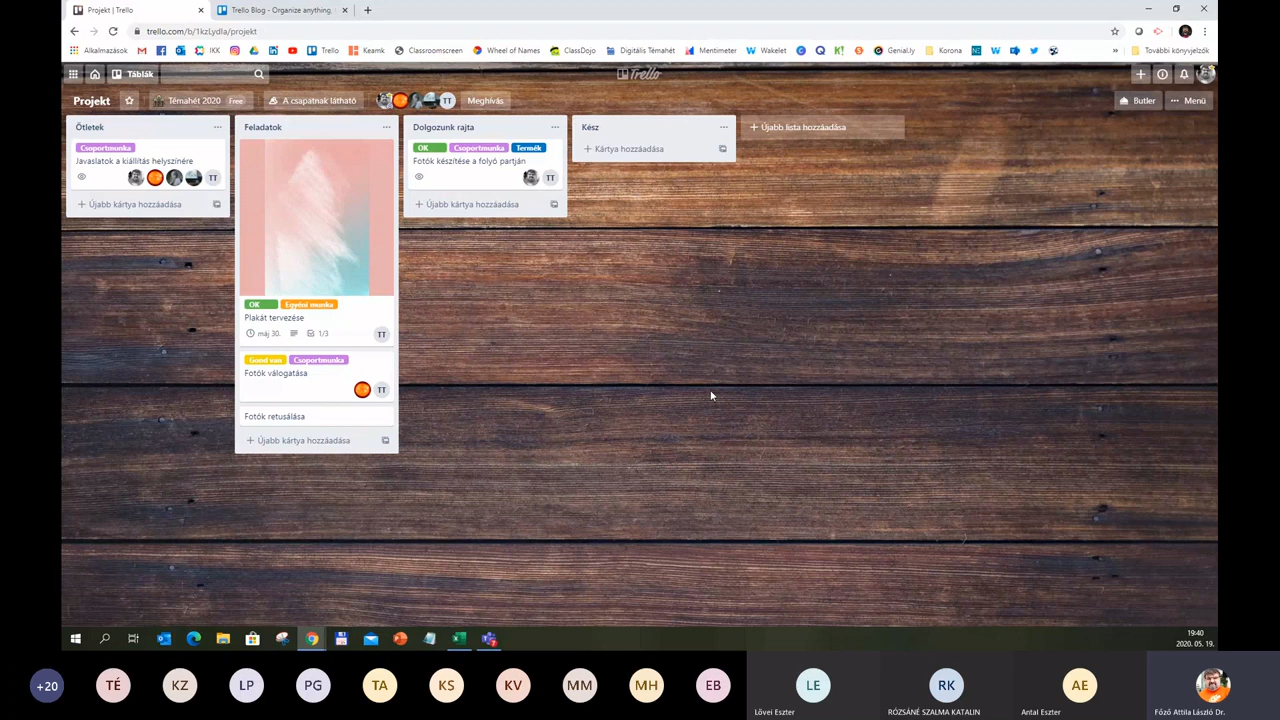 Projekt | Trello
Trello Blog - Organize anything,
trello.com/b/1kzLydIa/projekt
Alkalmazások
IKK
Trello
Keamk
Classroomscreen
Wheel of Names
ClassDojo
Digitális Témahét
Mentimeter
Wakelet
Genial.ly
Korona
További könyvjelzők
Táblák
Trello
Projekt
Témahét 2020
Free
A csapatnak látható
TT
Meghívás
Butler
Menü
Ötletek
Csoportmunka
Javaslatok a kiállítás helyszínére
TT
Újabb kártya hozzáadása
Feladatok
OK
Egyéni munka
Plakát tervezése
máj 30.
1/3
TT
Gond van
Csoportmunka
Fotók válogatása
TT
Fotók retusálása
Újabb kártya hozzáadása
Dolgozunk rajta
OK
Csoportmunka
Termék
Fotók készítése a folyó partján
TT
Újabb kártya hozzáadása
Kész
Kártya hozzáadása
Újabb lista hozzáadása
19:40
2020. 05. 19.
+20
TÉ
KZ
LP
PG
TA
KS
KV
MM
MH
EB
LE
Lövei Eszter
RK
RÓZSÁNÉ SZALMA KATALIN
AE
Antal Eszter
Főző Attila László Dr.